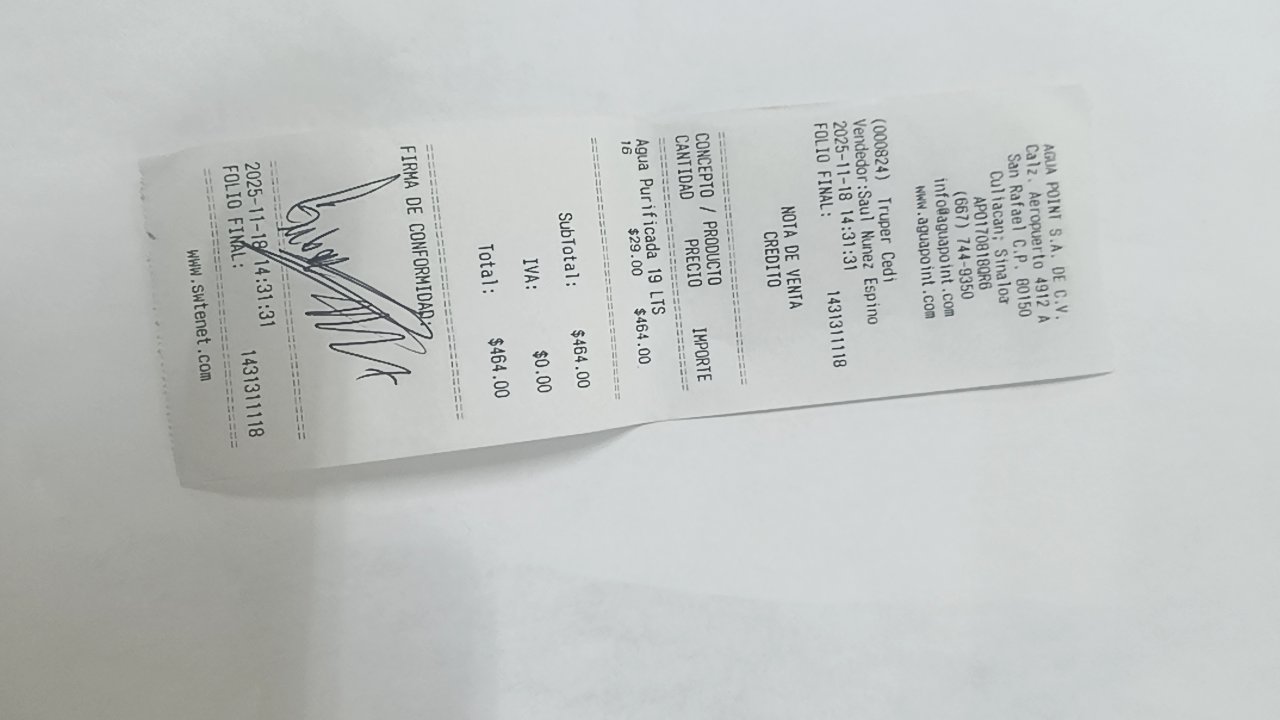 AGUA POINT S.A. DE C.V.
Calz. Aeropuerto 4912 A
San Rafael C.P. 80150
Culiacan; Sinaloa
APO170818QR6
(667) 744-9350
info@aguapoint.com
www.aguapoint.com
(000824) Truper Cedi
Vendedor:Saul Nunez Espino
2025-11-18 14:31:31
FOLIO FINAL: 1431311118
NOTA DE VENTA
CREDITO
CONCEPTO / PRODUCTO
CANTIDAD PRECIO IMPORTE
Agua Purificada 19 LTS
16 $29.00 $464.00
SubTotal: $464.00
IVA: $0.00
Total: $464.00
FIRMA DE CONFORMIDAD:
2025-11-18 14:31:31
FOLIO FINAL: 1431311118
www.swtenet.com